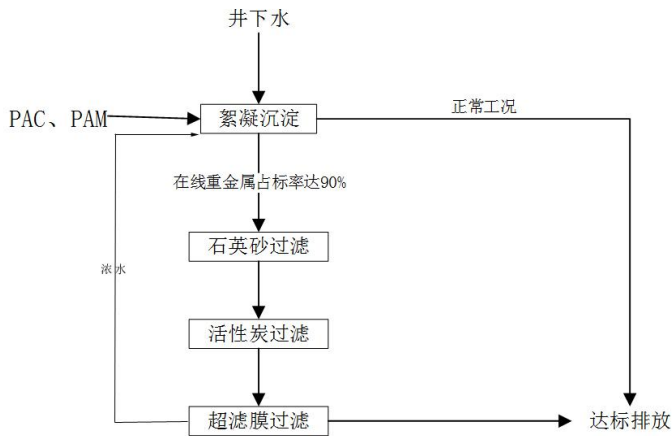 井下水
PAC、PAM
絮凝沉淀
正常工况
在线重金属占标率达90%
石英砂过滤
浓水
活性炭过滤
超滤膜过滤
达标排放